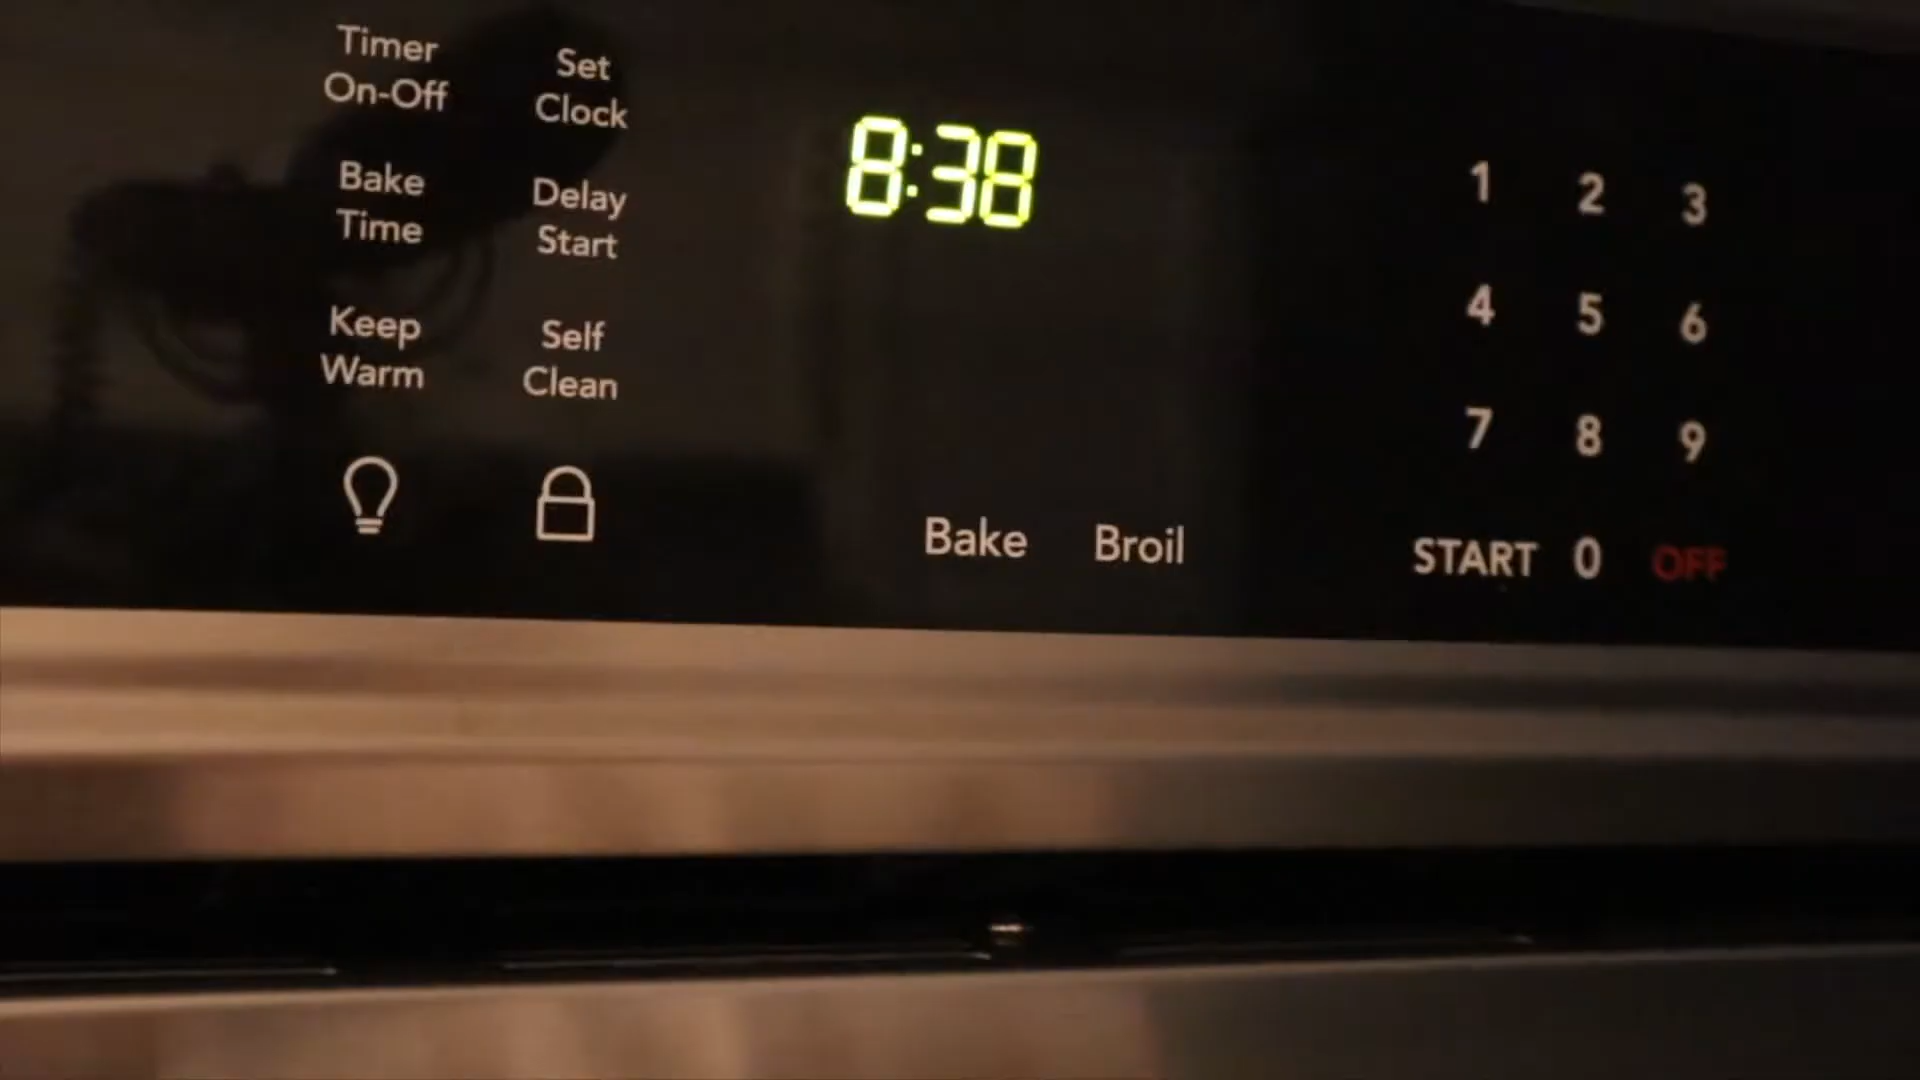 Timer
On-Off
Set
Clock
Bake
Time
Delay
Start
Keep
Warm
Self
Clean
8:38
Bake Broil
1 2 3
4 5 6
7 8 9
START 0 OFF